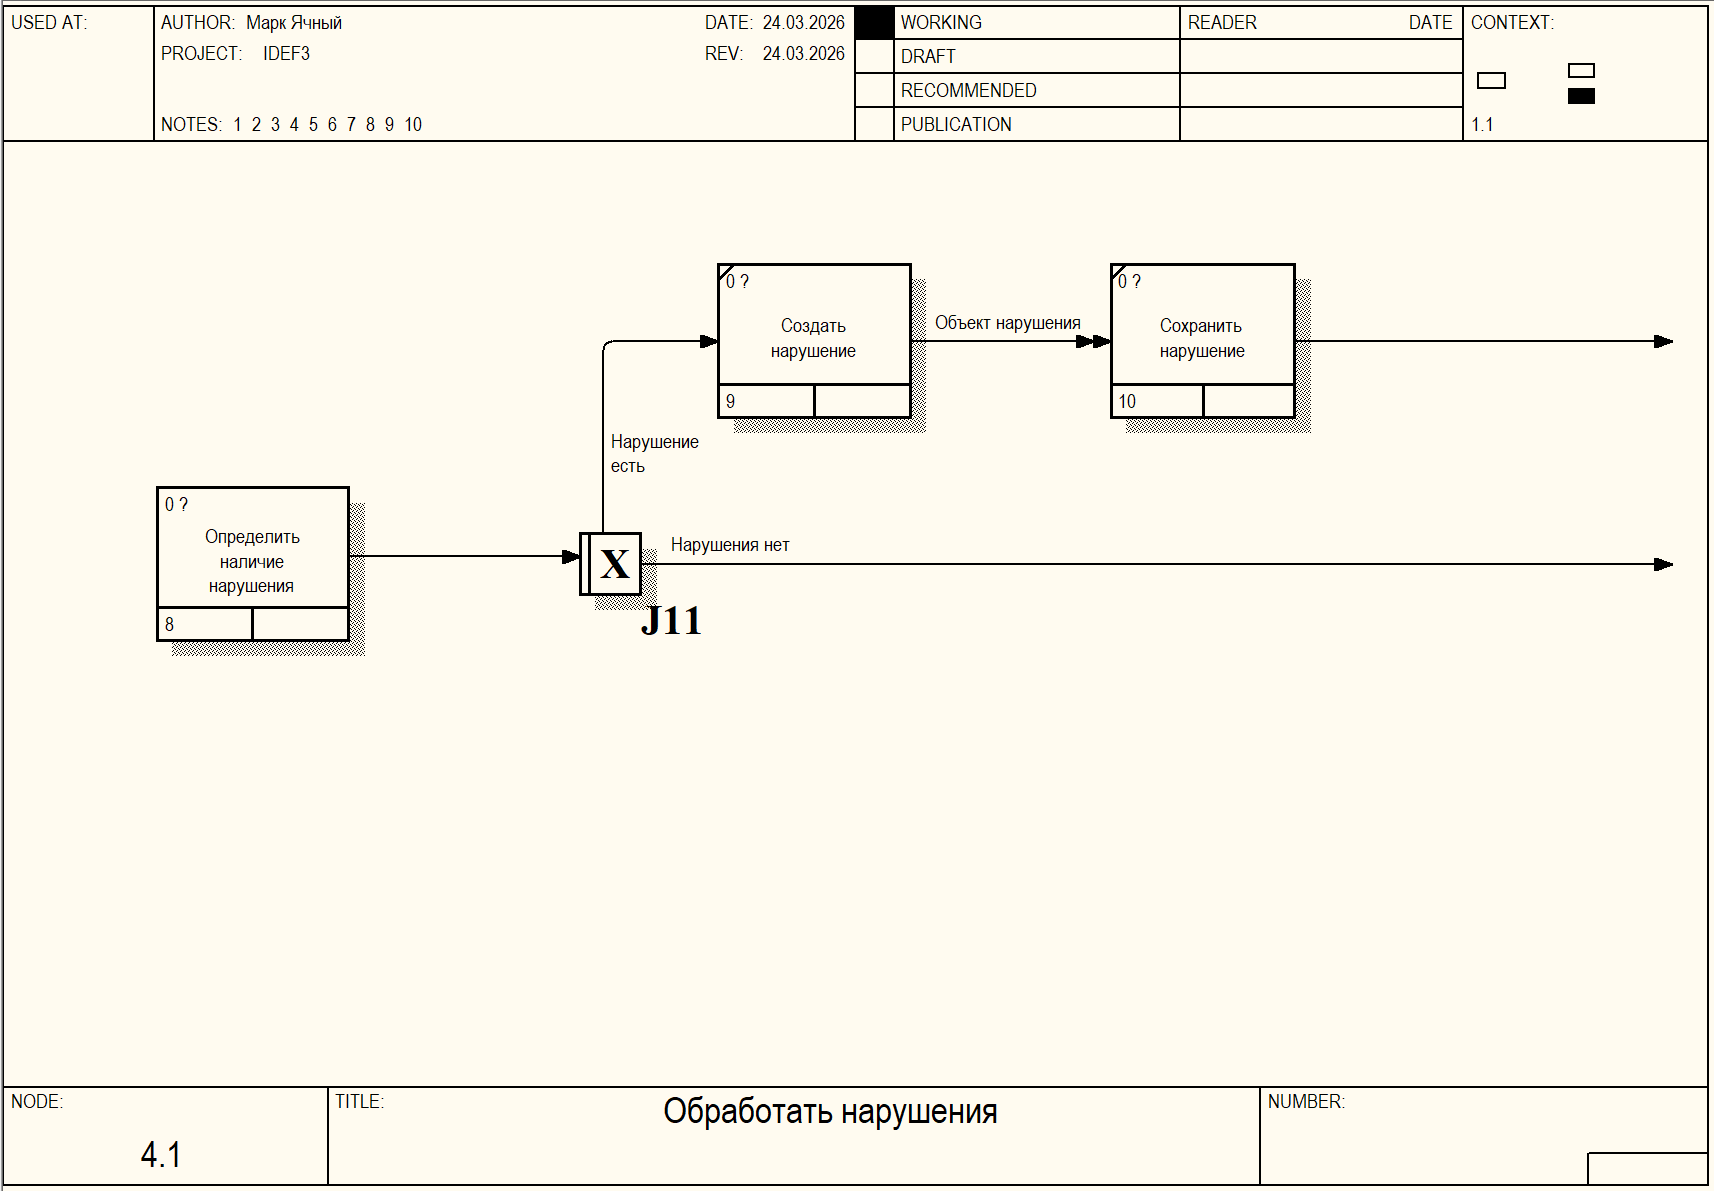 USED AT:
AUTHOR: Марк Ячный
DATE: 24.03.2026
PROJECT: IDEF3
REV: 24.03.2026
NOTES: 1 2 3 4 5 6 7 8 9 10
WORKING
DRAFT
RECOMMENDED
PUBLICATION
READER DATE
CONTEXT:
1.1
0 ?
Создать
нарушение
9
Объект нарушения
0 ?
Сохранить
нарушение
10
Нарушение
есть
0 ?
Определить
наличие
нарушения
8
X
J11
Нарушения нет
NODE:
4.1
TITLE:
Обработать нарушения
NUMBER: